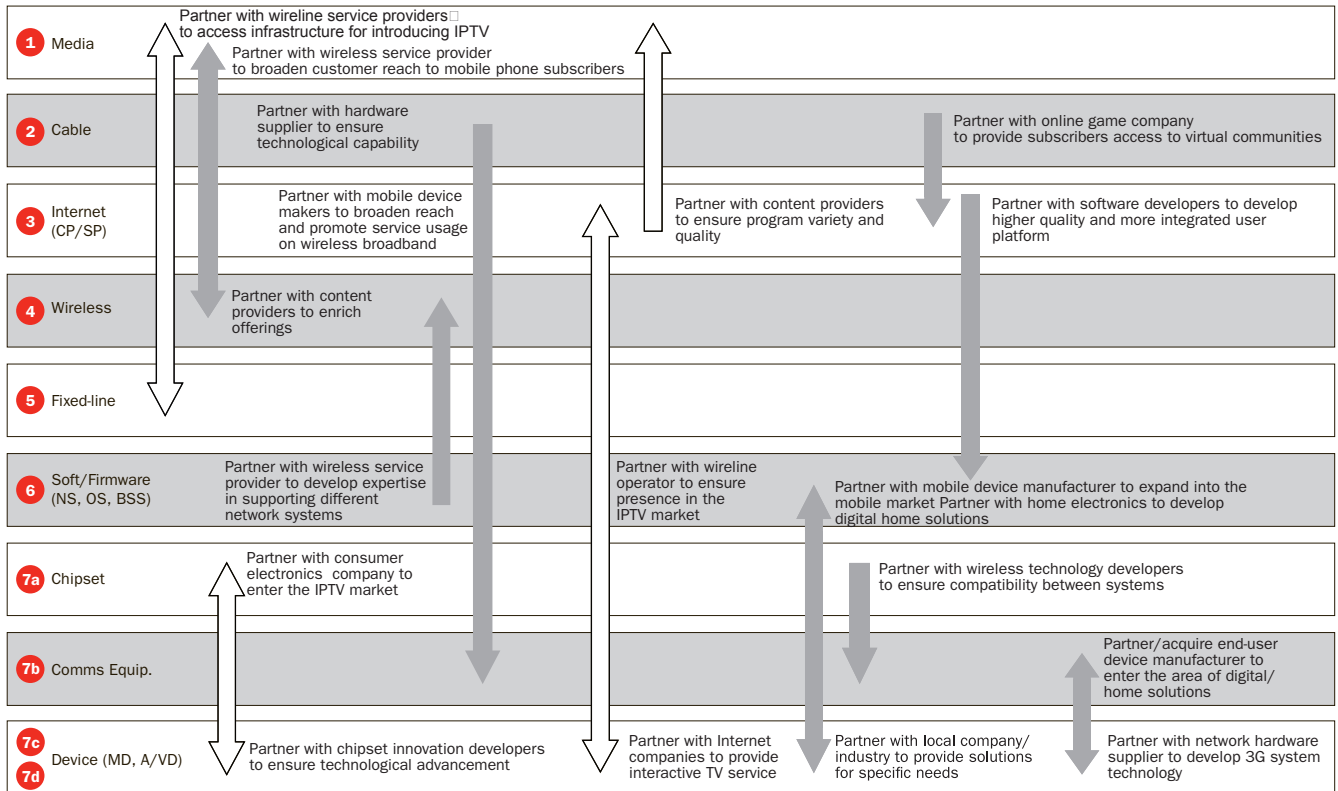 Partner with wireline service providers
to access infrastructure for introducing IPTV
1 Media
Partner with wireless service provider
to broaden customer reach to mobile phone subscribers
2 Cable
Partner with hardware
supplier to ensure
technological capability
Partner with online game company
to provide subscribers access to virtual communities
3 Internet
(CP/SP)
Partner with mobile device
makers to broaden reach
and promote service usage
on wireless broadband
Partner with content providers
to ensure program variety and
quality
Partner with software developers to develop
higher quality and more integrated user
platform
4 Wireless
Partner with content
providers to enrich
offerings
5 Fixed-line
6 Soft/Firmware
(NS, OS, BSS)
Partner with wireless service
provider to develop expertise
in supporting different
network systems
Partner with wireline
operator to ensure
presence in the
IPTV market
Partner with mobile device manufacturer to expand into the
mobile market Partner with home electronics to develop
digital home solutions
7a Chipset
Partner with consumer
electronics company to
enter the IPTV market
Partner with wireless technology developers
to ensure compatibility between systems
7b Comms Equip.
Partner/acquire end-user
device manufacturer to
enter the area of digital/
home solutions
7c
7d
Device (MD, A/VD)
Partner with chipset innovation developers
to ensure technological advancement
Partner with Internet
companies to provide
interactive TV service
Partner with local company/
industry to provide solutions
for specific needs
Partner with network hardware
supplier to develop 3G system
technology